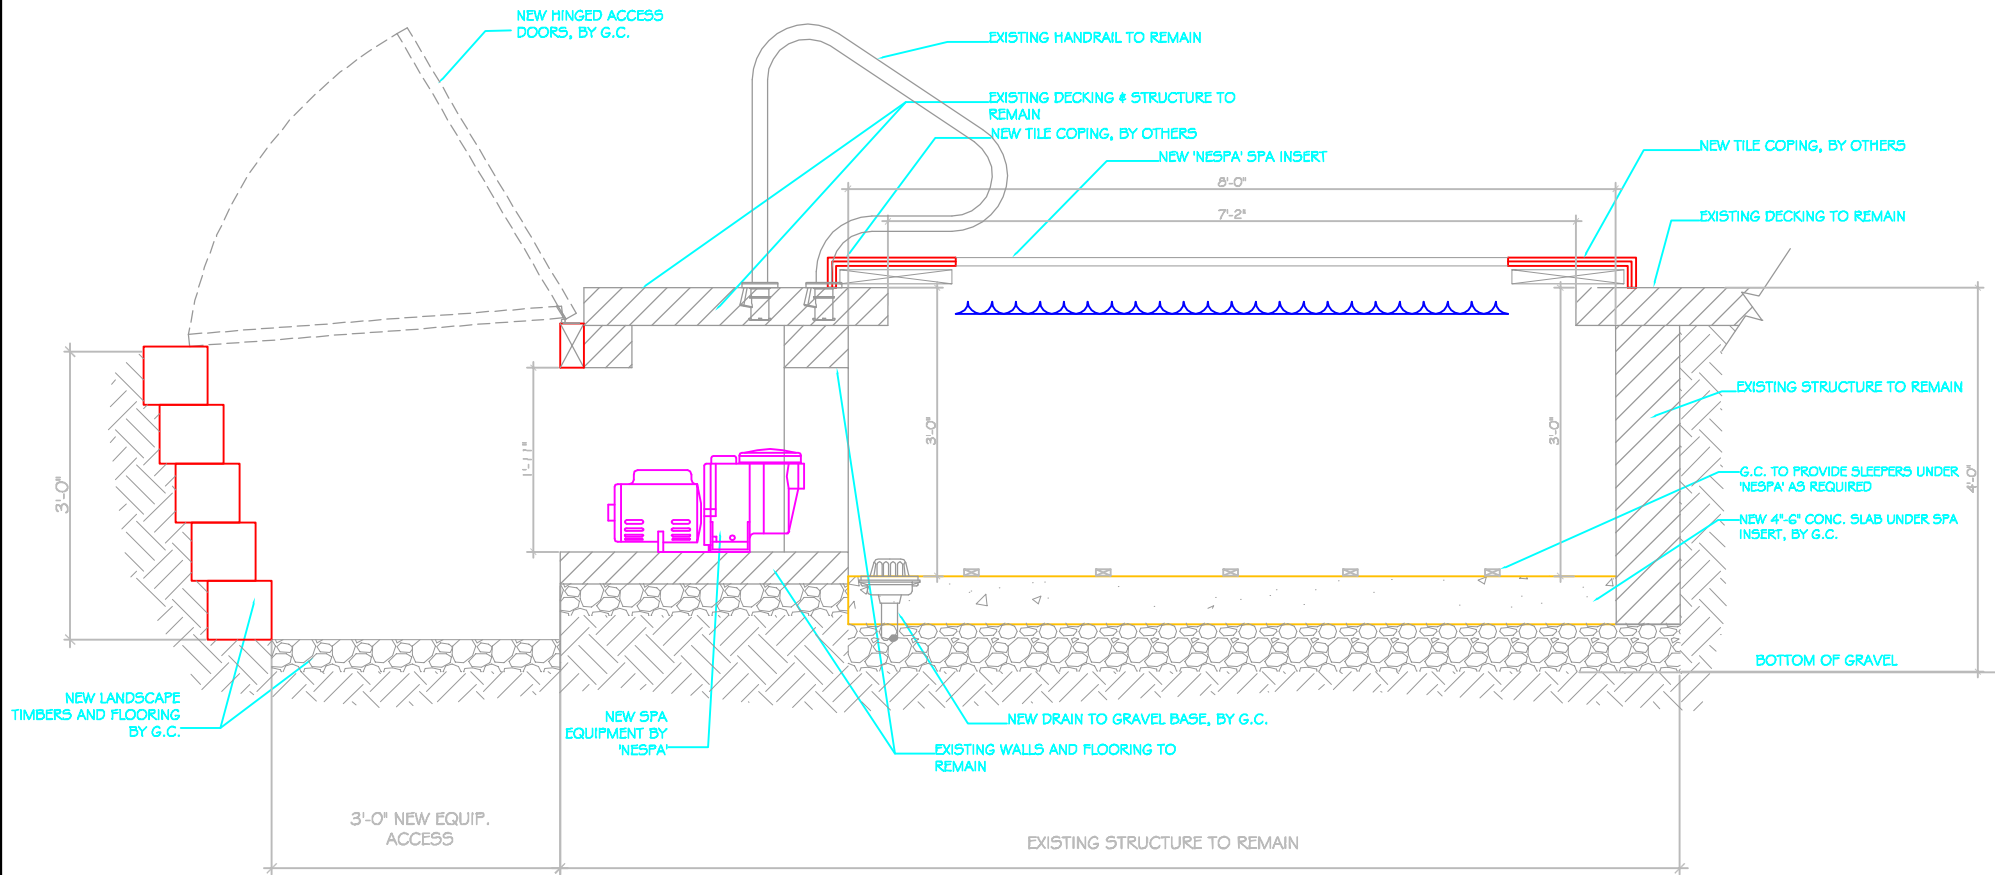 NEW HINGED ACCESS
DOORS, BY G.C.
EXISTING HANDRAIL TO REMAIN
EXISTING DECKING & STRUCTURE TO
REMAIN
NEW TILE COPING, BY OTHERS
NEW 'NESPA' SPA INSERT
NEW TILE COPING, BY OTHERS
8'-0"
7'-2"
EXISTING DECKING TO REMAIN
EXISTING STRUCTURE TO REMAIN
3'-0"
1'-11"
3'-0"
3'-0"
4'-0"
G.C. TO PROVIDE SLEEPERS UNDER
'NESPA' AS REQUIRED
NEW 4"-6" CONC. SLAB UNDER SPA
INSERT, BY G.C.
BOTTOM OF GRAVEL
NEW LANDSCAPE
TIMBERS AND FLOORING
BY G.C.
NEW SPA
EQUIPMENT BY
'NESPA'
NEW DRAIN TO GRAVEL BASE, BY G.C.
EXISTING WALLS AND FLOORING TO
REMAIN
3'-0" NEW EQUIP.
ACCESS
EXISTING STRUCTURE TO REMAIN